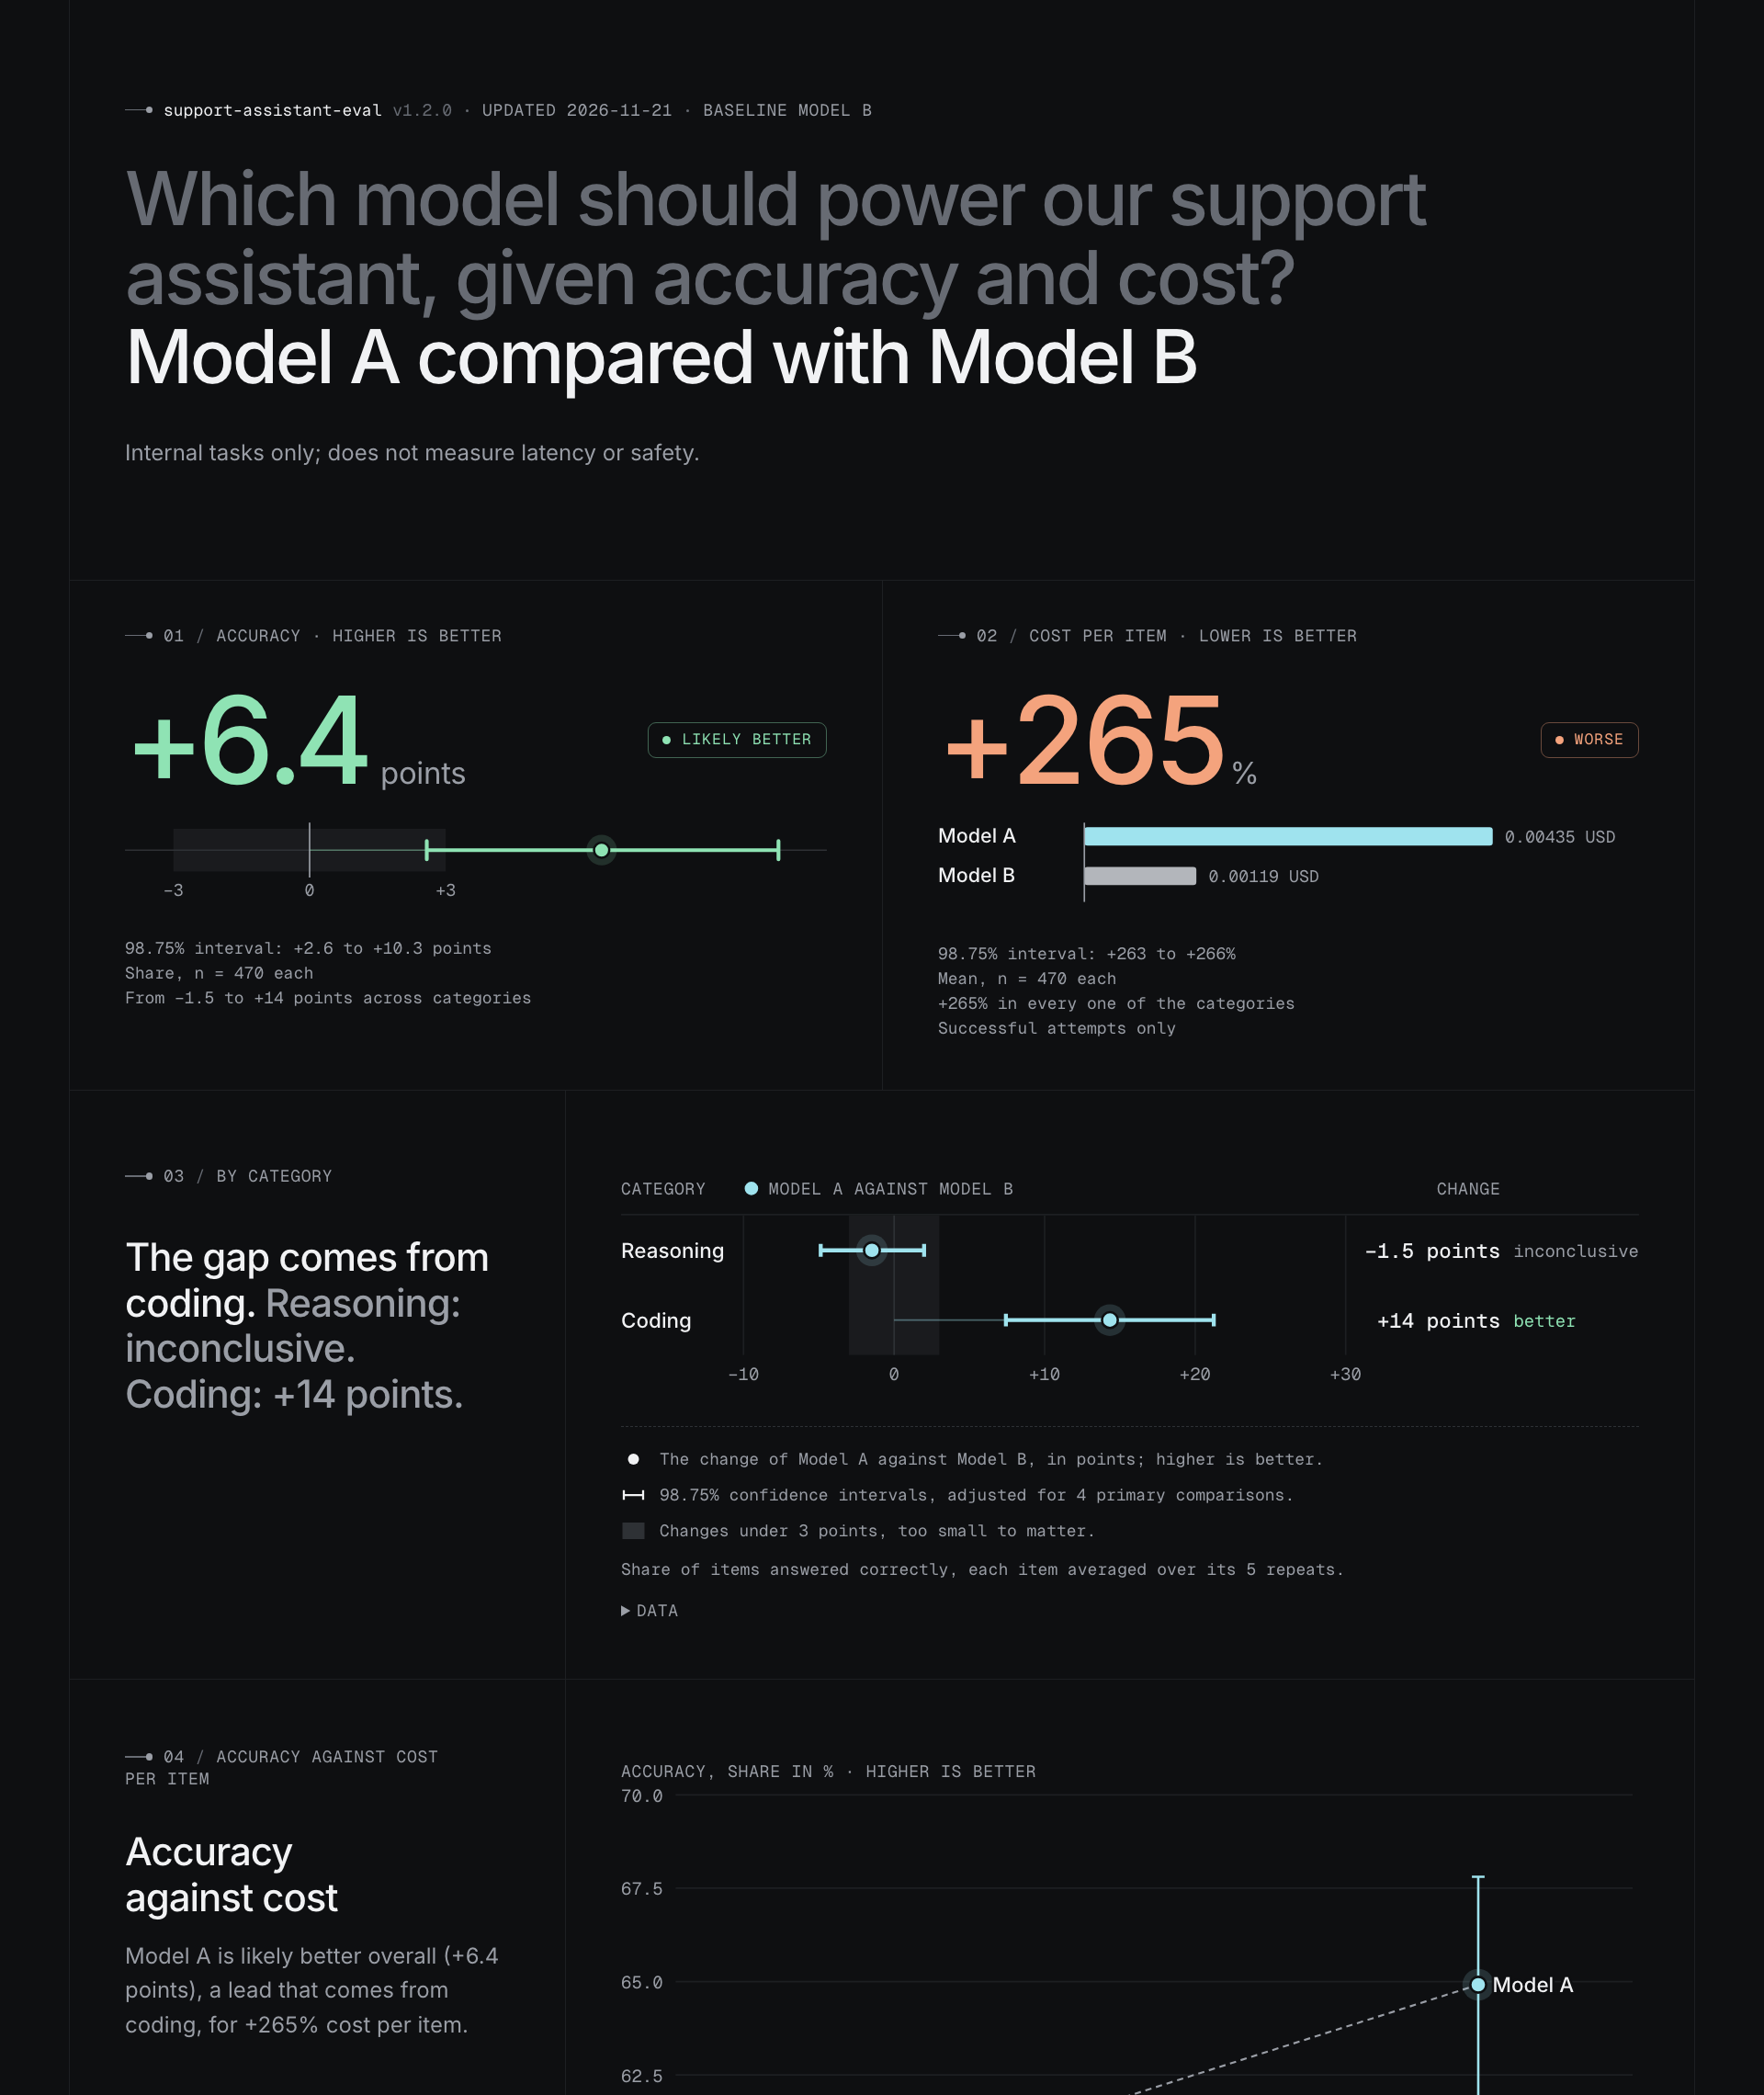 support-assistant-eval v1.2.0 · UPDATED 2026-11-21 · BASELINE MODEL B
Which model should power our support
assistant, given accuracy and cost?
Model A compared with Model B
Internal tasks only; does not measure latency or safety.
01 / ACCURACY · HIGHER IS BETTER
+6.4 points
LIKELY BETTER
−3 0 +3
98.75% interval: +2.6 to +10.3 points
Share, n = 470 each
From −1.5 to +14 points across categories
02 / COST PER ITEM · LOWER IS BETTER
+265%
WORSE
Model A 0.00435 USD
Model B 0.00119 USD
98.75% interval: +263 to +266%
Mean, n = 470 each
+265% in every one of the categories
Successful attempts only
03 / BY CATEGORY
The gap comes from
coding. Reasoning:
inconclusive.
Coding: +14 points.
CATEGORY MODEL A AGAINST MODEL B CHANGE
Reasoning −1.5 points inconclusive
Coding +14 points better
−10 0 +10 +20 +30
The change of Model A against Model B, in points; higher is better.
98.75% confidence intervals, adjusted for 4 primary comparisons.
Changes under 3 points, too small to matter.
Share of items answered correctly, each item averaged over its 5 repeats.
DATA
04 / ACCURACY AGAINST COST
PER ITEM
Accuracy
against cost
Model A is likely better overall (+6.4
points), a lead that comes from
coding, for +265% cost per item.
ACCURACY, SHARE IN % · HIGHER IS BETTER
70.0
67.5
65.0
Model A
62.5